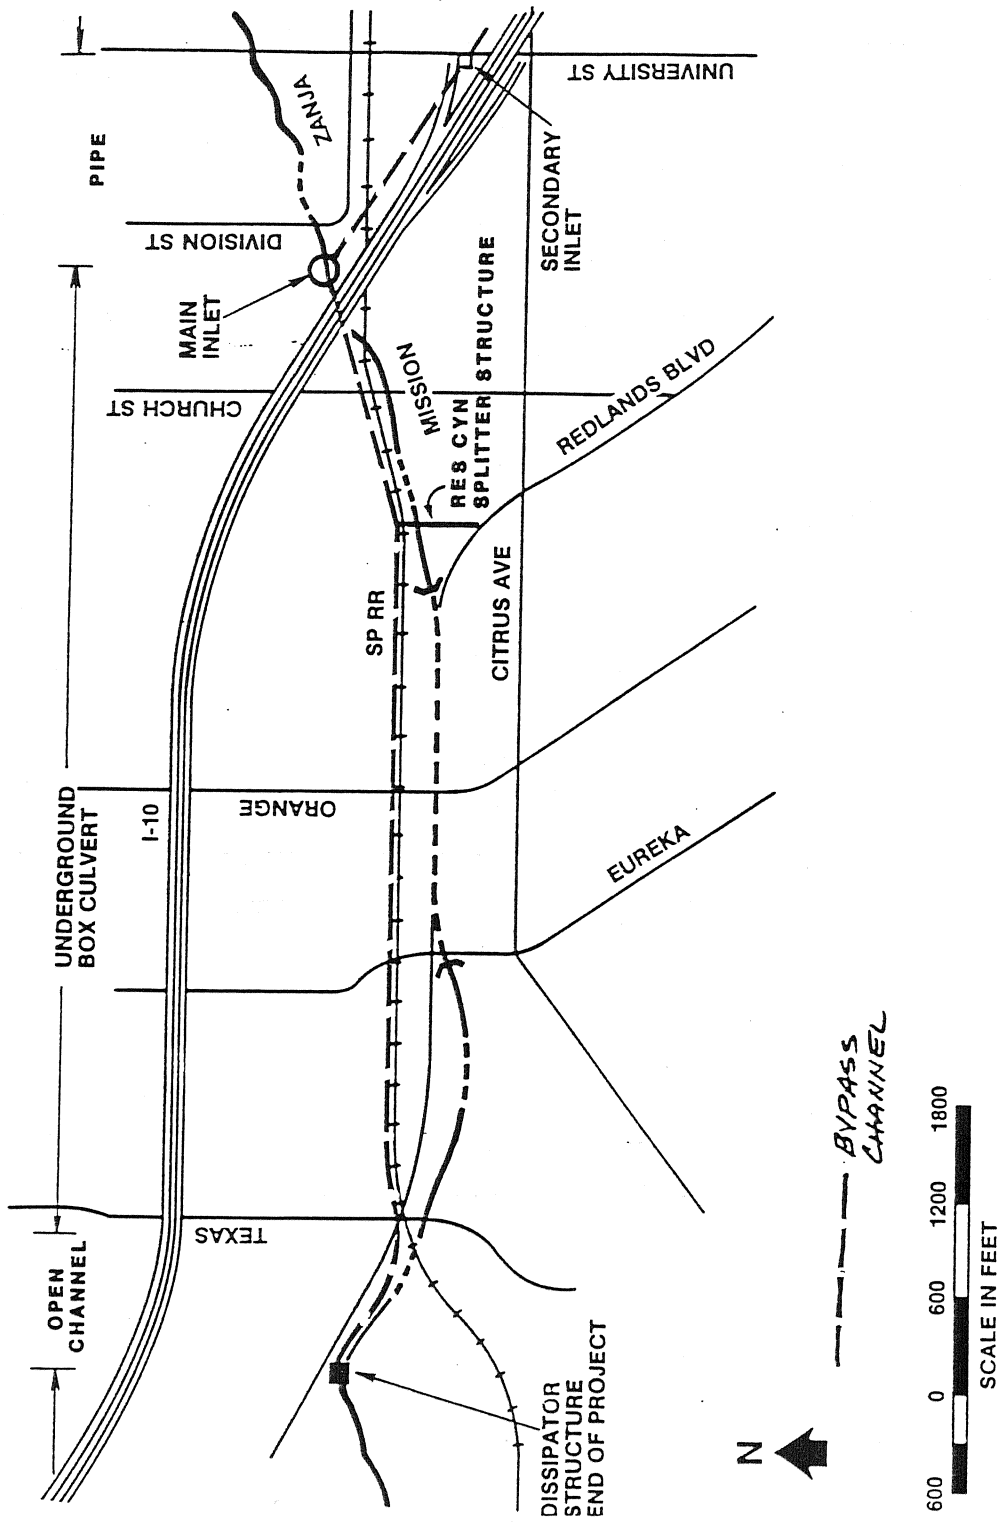 PIPE
UNDERGROUND
BOX CULVERT
OPEN
CHANNEL
ZANJA
UNIVERSITY ST
DIVISION ST
MAIN
INLET
CHURCH ST
SECONDARY
INLET
MISSION
RES CYN
SPLITTER STRUCTURE
REDLANDS BLVD
SP RR
CITRUS AVE
I-10
ORANGE
EUREKA
TEXAS
DISSIPATOR
STRUCTURE
END OF PROJECT
BYPASS
CHANNEL
N
600 0 600 1200 1800
SCALE IN FEET